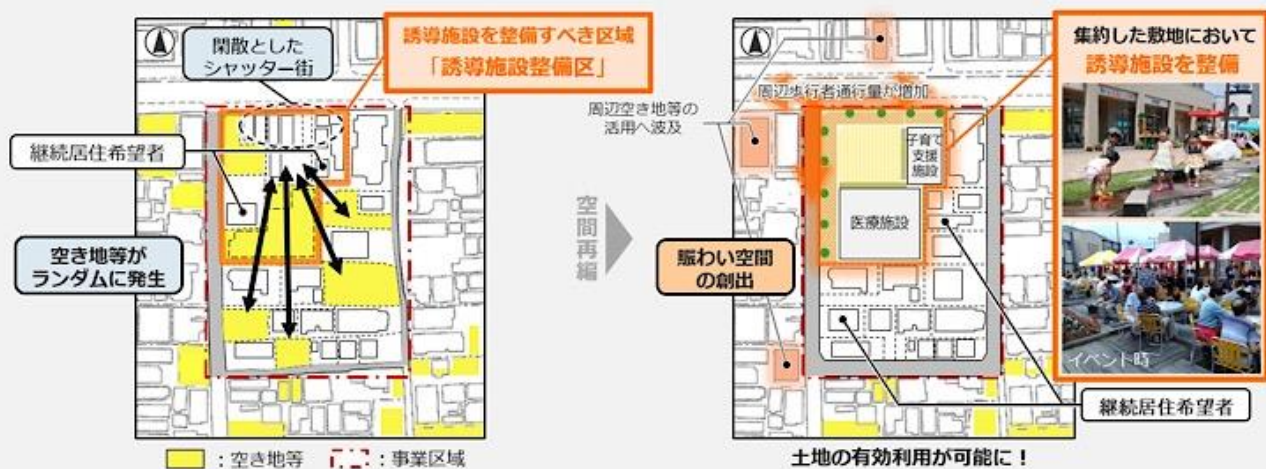 閑散とした
シャッター街
誘導施設を整備すべき区域
「誘導施設整備区」
継続居住希望者
空き地等が
ランダムに発生
:空き地等
:事業区域
空間再編
周辺歩行者通行量が増加
周辺空き地等の
活用へ波及
子育て
支援
施設
医療施設
賑わい空間
の創出
集約した敷地において
誘導施設を整備
イベント時
継続居住希望者
土地の有効利用が可能に！